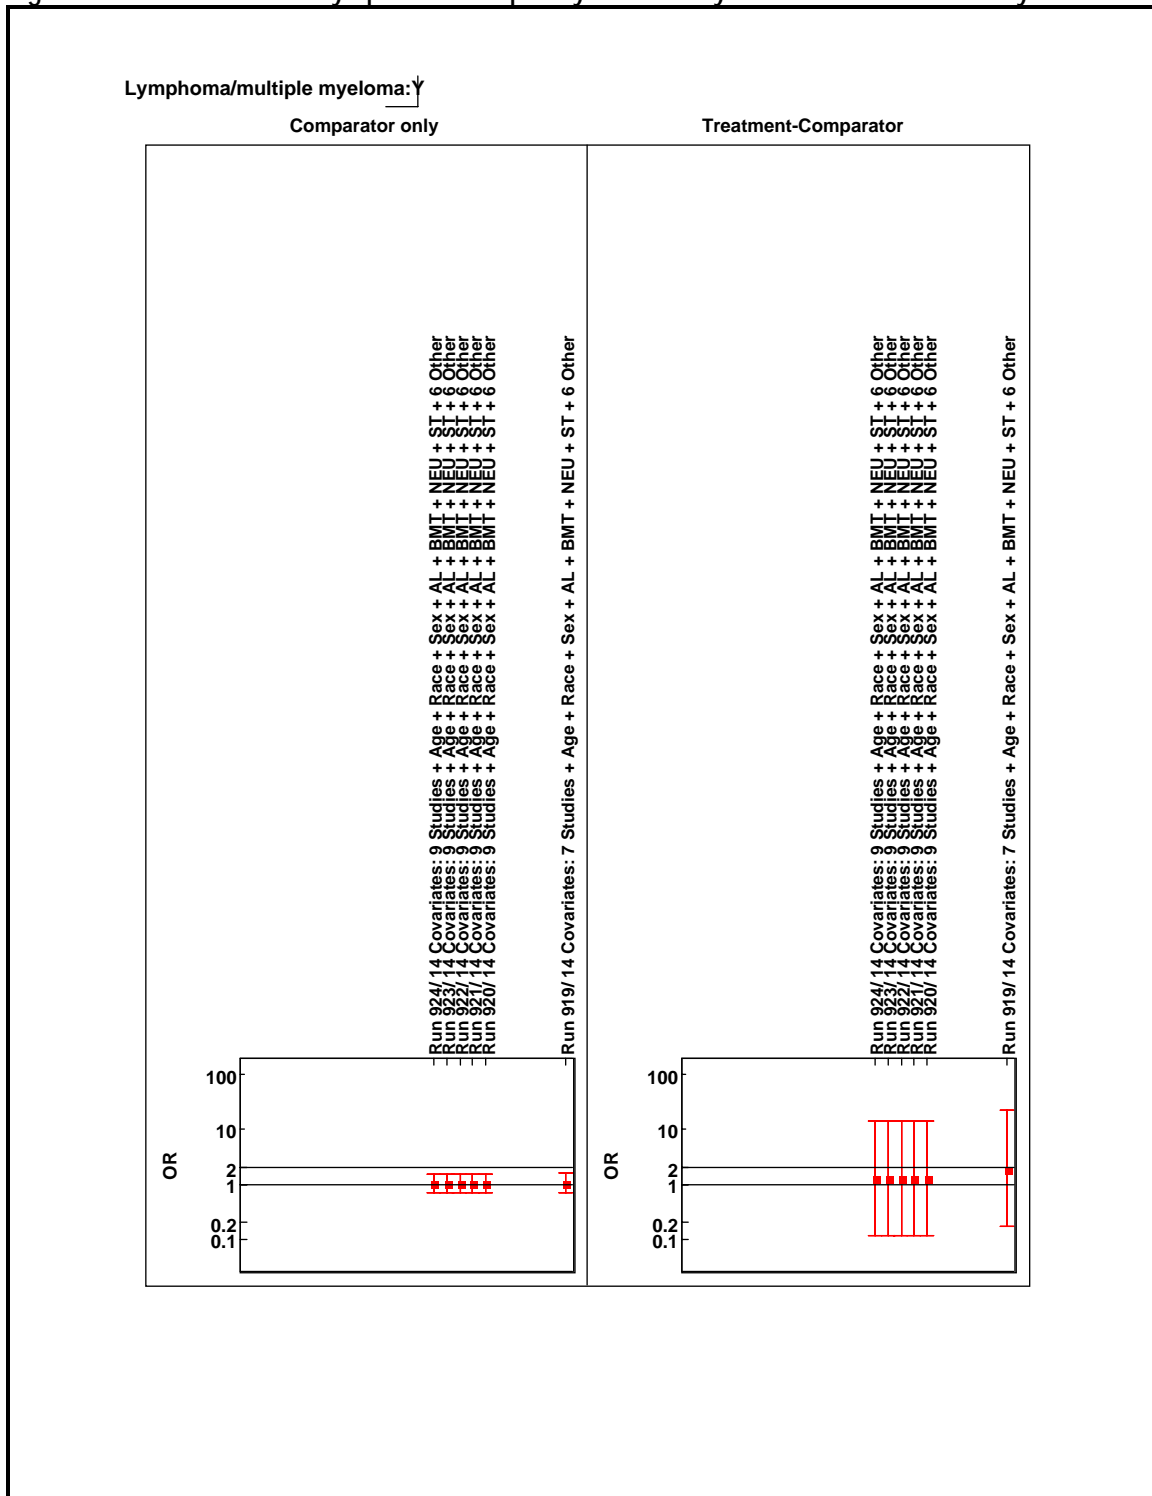 Lymphoma/multiple myeloma:Y
Comparator only
Treatment-Comparator
Run 924/ 14 Covariates: 9 Studies + Age + Race + Sex + AL + BMT + NEU + ST + 6 Other
Run 923/ 14 Covariates: 9 Studies + Age + Race + Sex + AL + BMT + NEU + ST + 6 Other
Run 922/ 14 Covariates: 9 Studies + Age + Race + Sex + AL + BMT + NEU + ST + 6 Other
Run 921/ 14 Covariates: 9 Studies + Age + Race + Sex + AL + BMT + NEU + ST + 6 Other
Run 920/ 14 Covariates: 9 Studies + Age + Race + Sex + AL + BMT + NEU + ST + 6 Other
Run 919/ 14 Covariates: 7 Studies + Age + Race + Sex + AL + BMT + NEU + ST + 6 Other
OR
100
10
2
1
0.2
0.1
Run 924/ 14 Covariates: 9 Studies + Age + Race + Sex + AL + BMT + NEU + ST + 6 Other
Run 923/ 14 Covariates: 9 Studies + Age + Race + Sex + AL + BMT + NEU + ST + 6 Other
Run 922/ 14 Covariates: 9 Studies + Age + Race + Sex + AL + BMT + NEU + ST + 6 Other
Run 921/ 14 Covariates: 9 Studies + Age + Race + Sex + AL + BMT + NEU + ST + 6 Other
Run 920/ 14 Covariates: 9 Studies + Age + Race + Sex + AL + BMT + NEU + ST + 6 Other
Run 919/ 14 Covariates: 7 Studies + Age + Race + Sex + AL + BMT + NEU + ST + 6 Other
OR
100
10
2
1
0.2
0.1